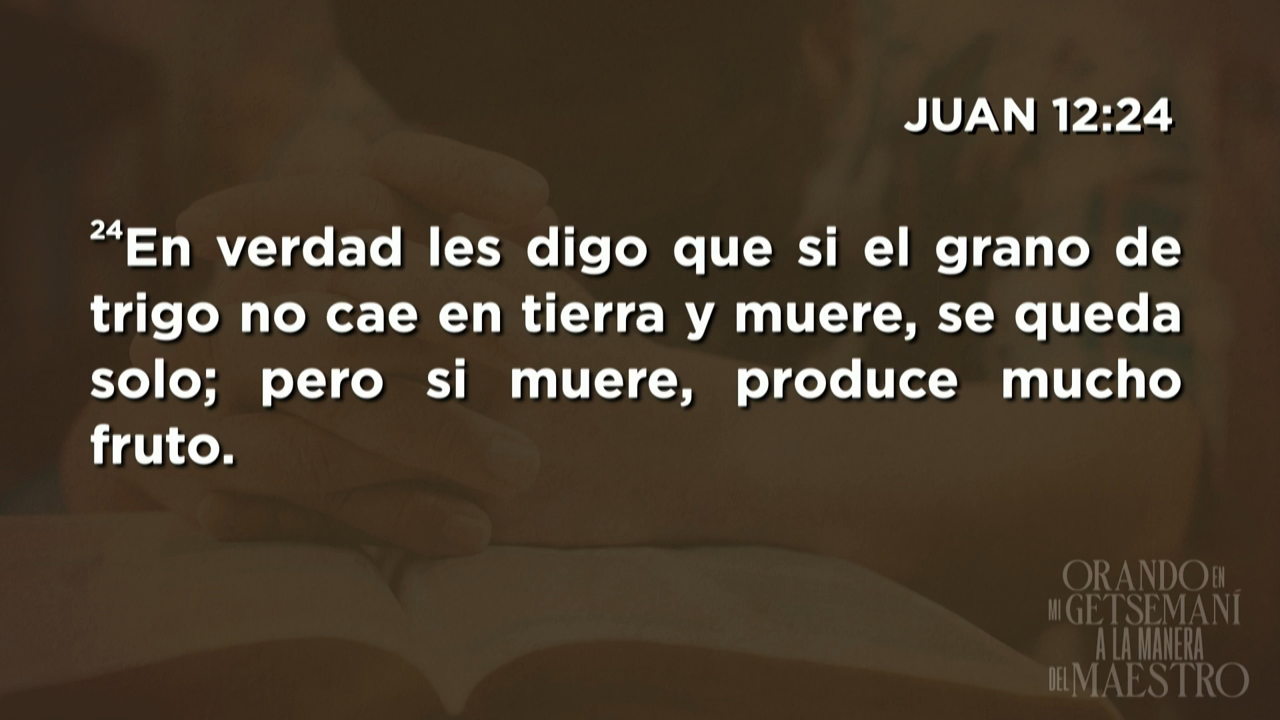 JUAN 12:24
24En verdad les digo que si el grano de
trigo no cae en tierra y muere, se queda
solo; pero si muere, produce mucho
fruto.
ORANDO EN
MI GETSEMANÍ
A LA MANERA
DEL MAESTRO